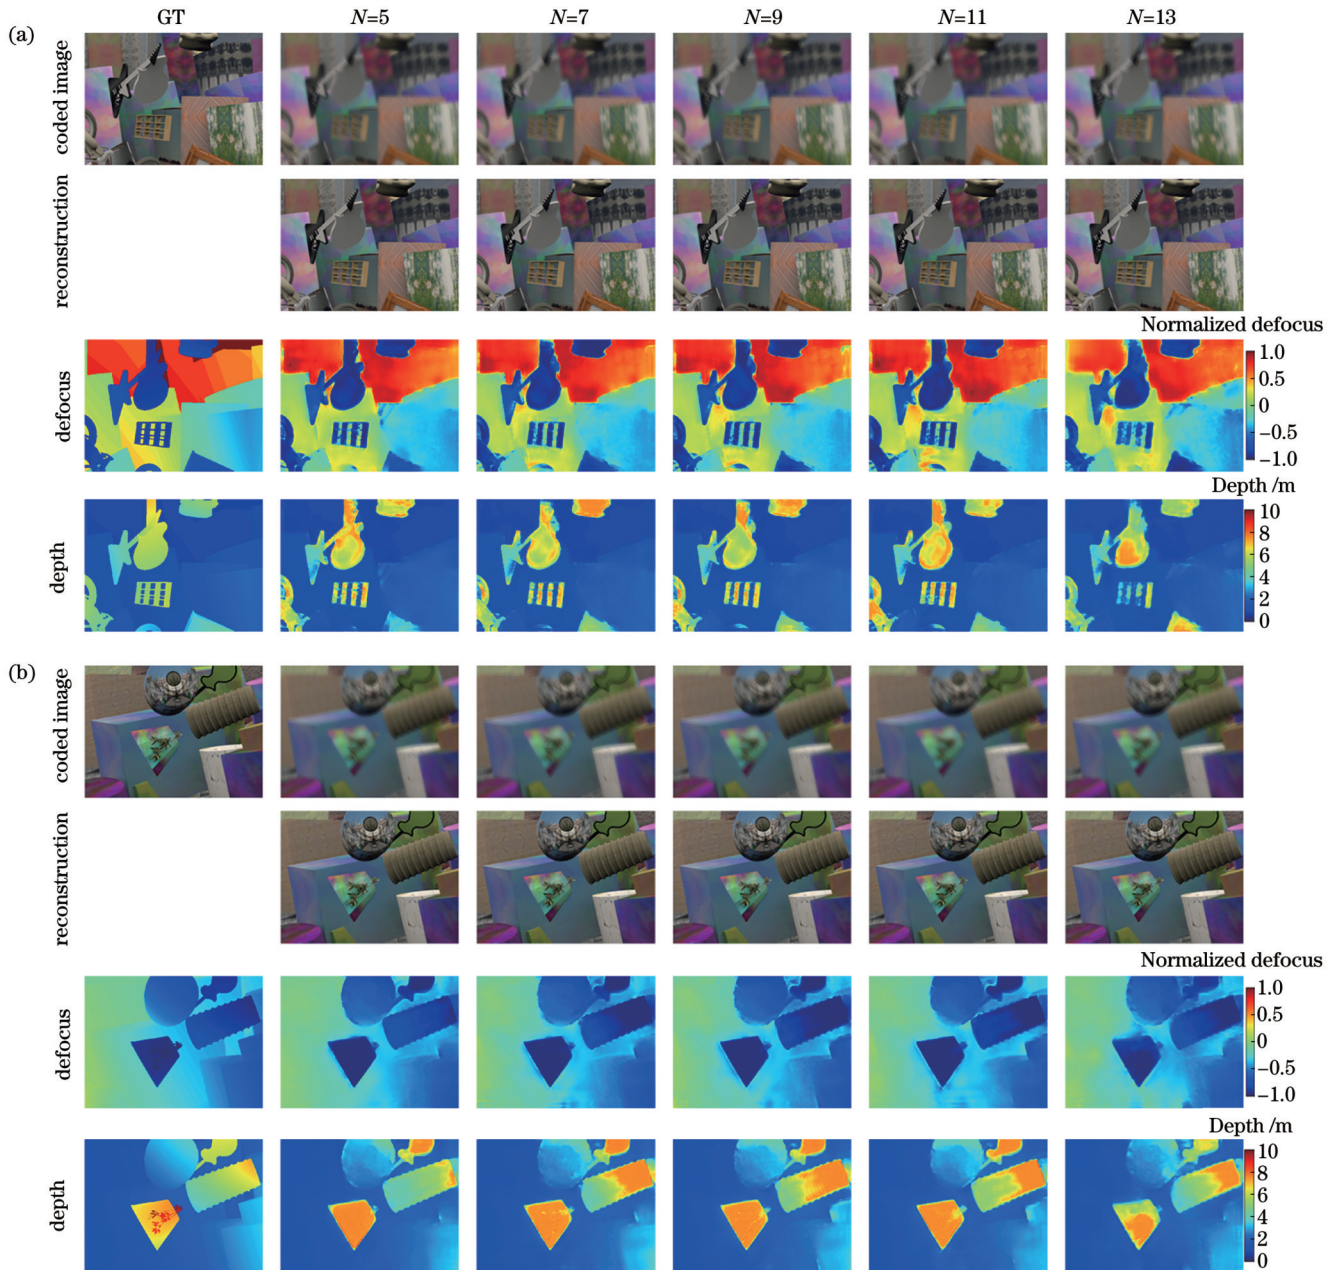 GT N=5 N=7 N=9 N=11 N=13
(a)
coded image
reconstruction
Normalized defocus
defocus
1.0
0.5
0
−0.5
−1.0
Depth /m
depth
10
8
6
4
2
0
(b)
coded image
reconstruction
Normalized defocus
defocus
1.0
0.5
0
−0.5
−1.0
Depth /m
depth
10
8
6
4
2
0